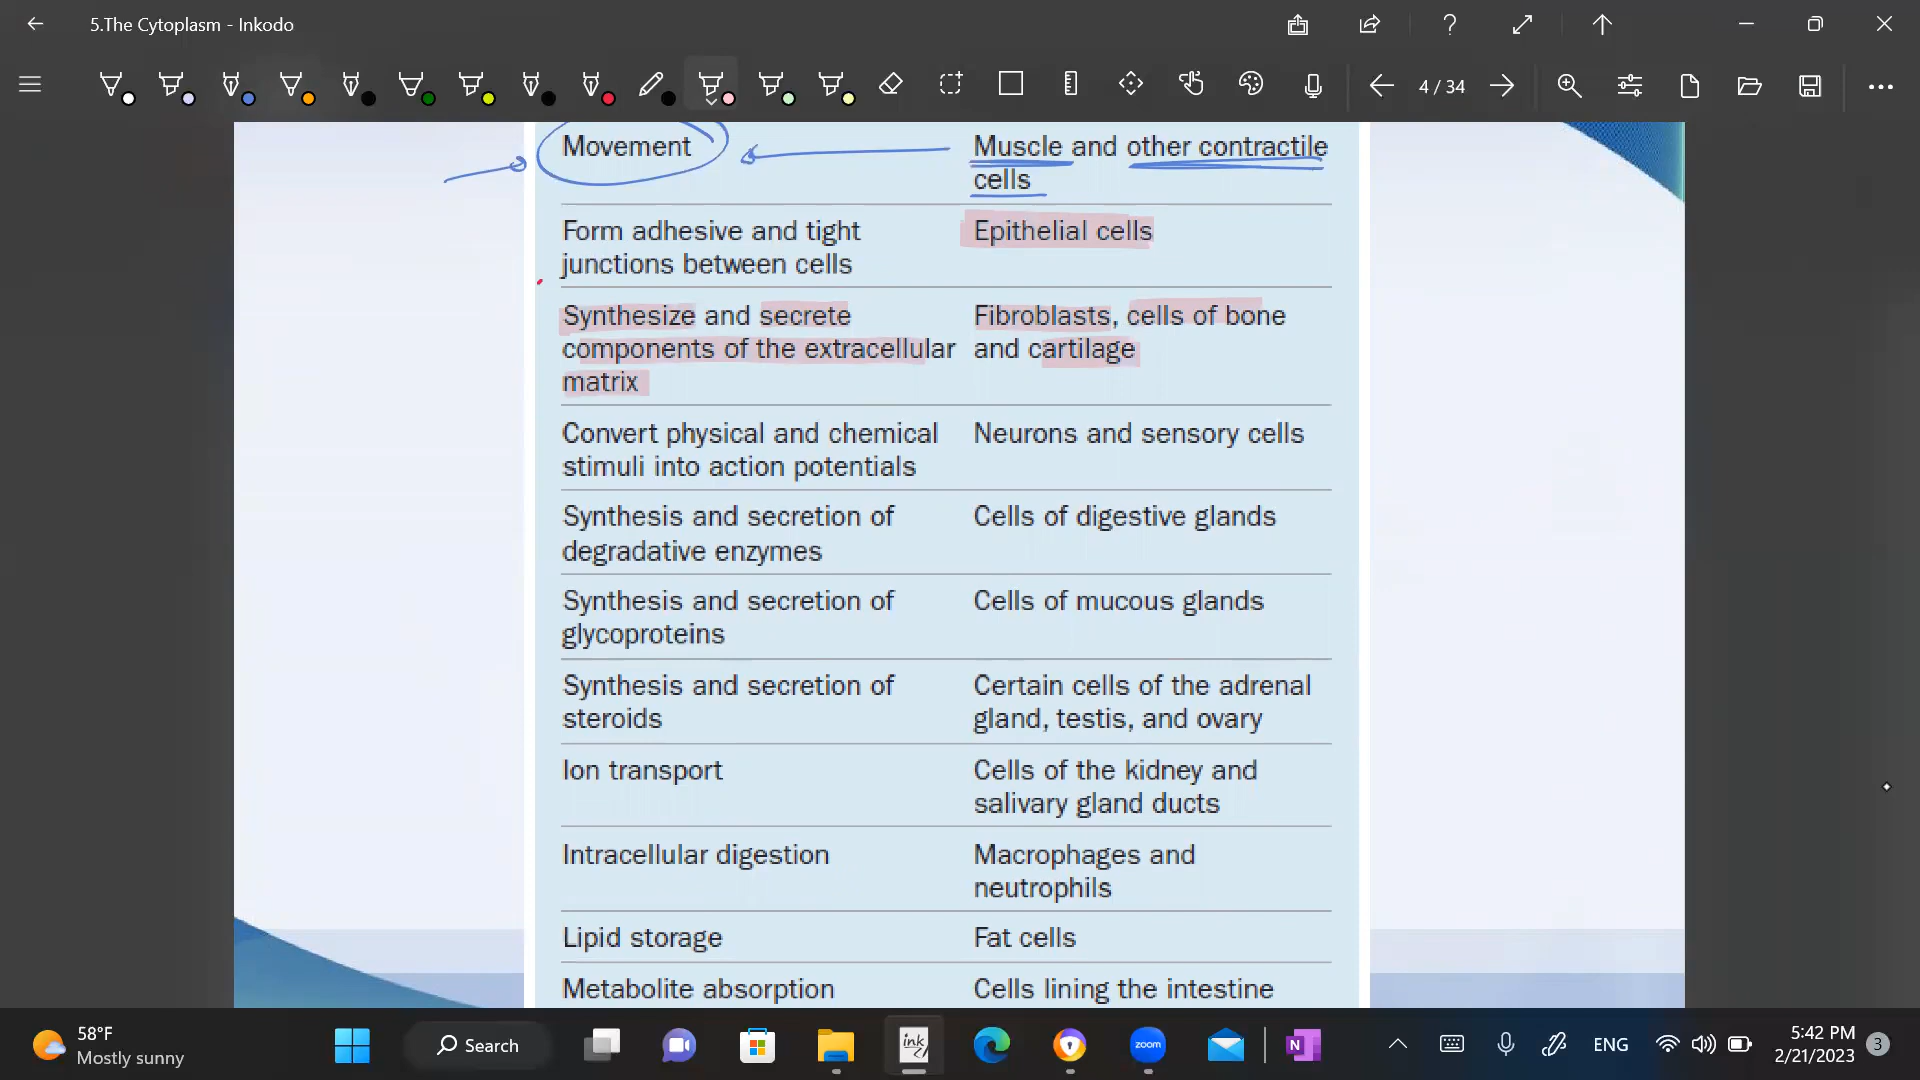 5.The Cytoplasm - Inkodo
4 / 34
Movement
Muscle and other contractile
cells
Form adhesive and tight
junctions between cells
Epithelial cells
Synthesize and secrete
components of the extracellular
matrix
Fibroblasts, cells of bone
and cartilage
Convert physical and chemical
stimuli into action potentials
Neurons and sensory cells
Synthesis and secretion of
degradative enzymes
Cells of digestive glands
Synthesis and secretion of
glycoproteins
Cells of mucous glands
Synthesis and secretion of
steroids
Certain cells of the adrenal
gland, testis, and ovary
Ion transport
Cells of the kidney and
salivary gland ducts
Intracellular digestion
Macrophages and
neutrophils
Lipid storage
Fat cells
Metabolite absorption
Cells lining the intestine
58°F
Mostly sunny
Search
ink
zoom
N
ENG
5:42 PM
2/21/2023
3